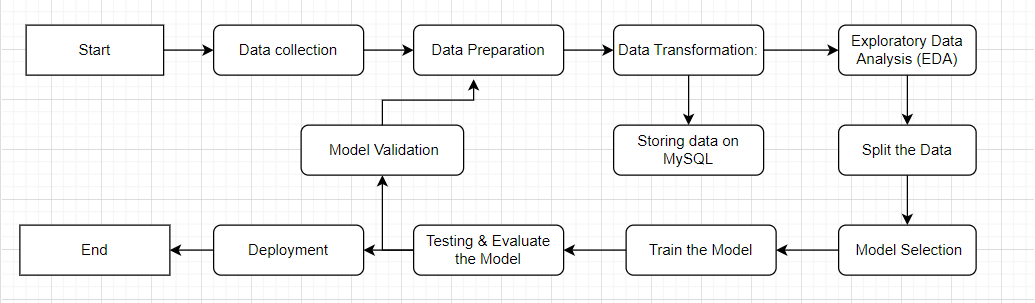 Start
Data collection
Data Preparation
Data Transformation:
Exploratory Data
Analysis (EDA)
Model Validation
Storing data on
MySQL
Split the Data
End
Deployment
Testing & Evaluate
the Model
Train the Model
Model Selection